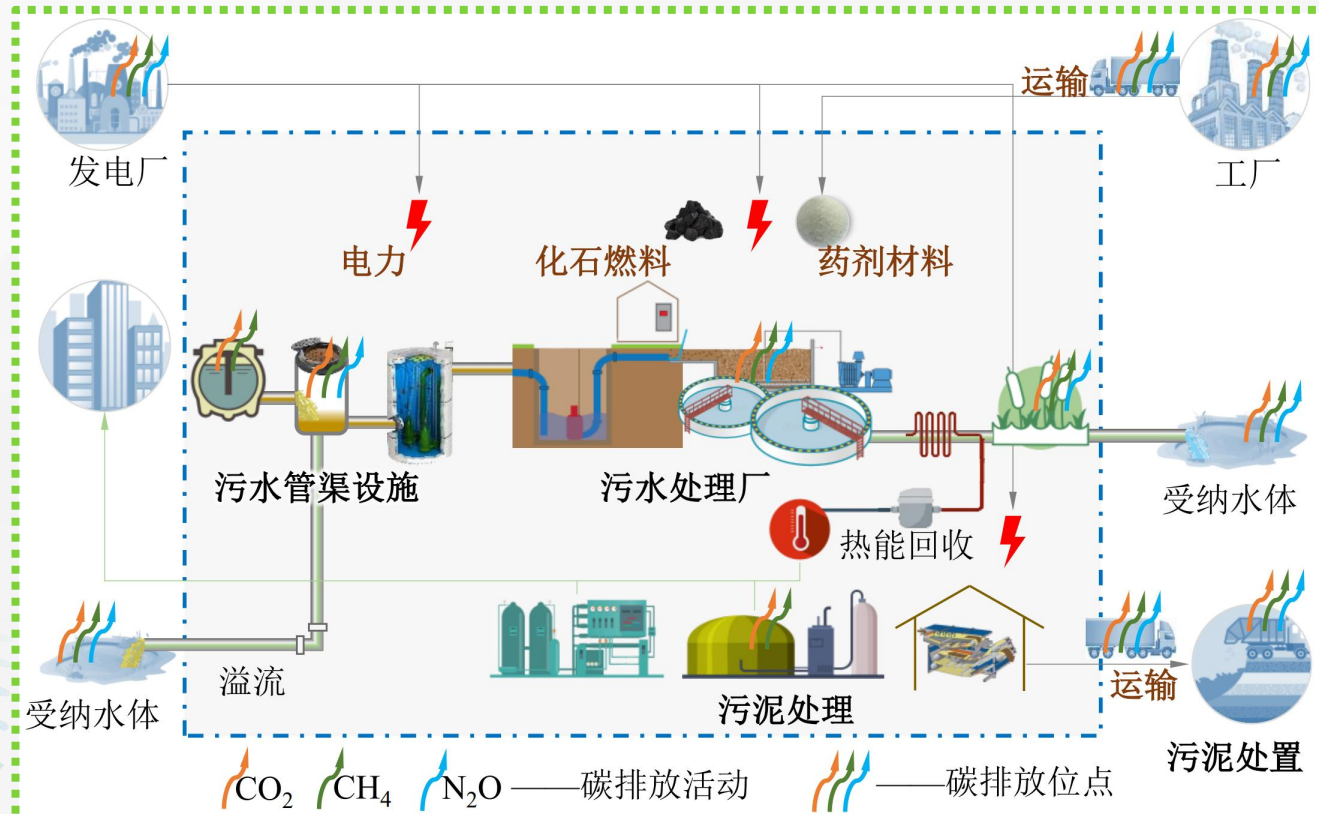 运输
发电厂
工厂
电力
化石燃料
药剂材料
污水管渠设施
污水处理厂
受纳水体
热能回收
溢流
受纳水体
污泥处理
运输
污泥处置
CO₂ CH₄ N₂O ——碳排放活动 ——碳排放位点